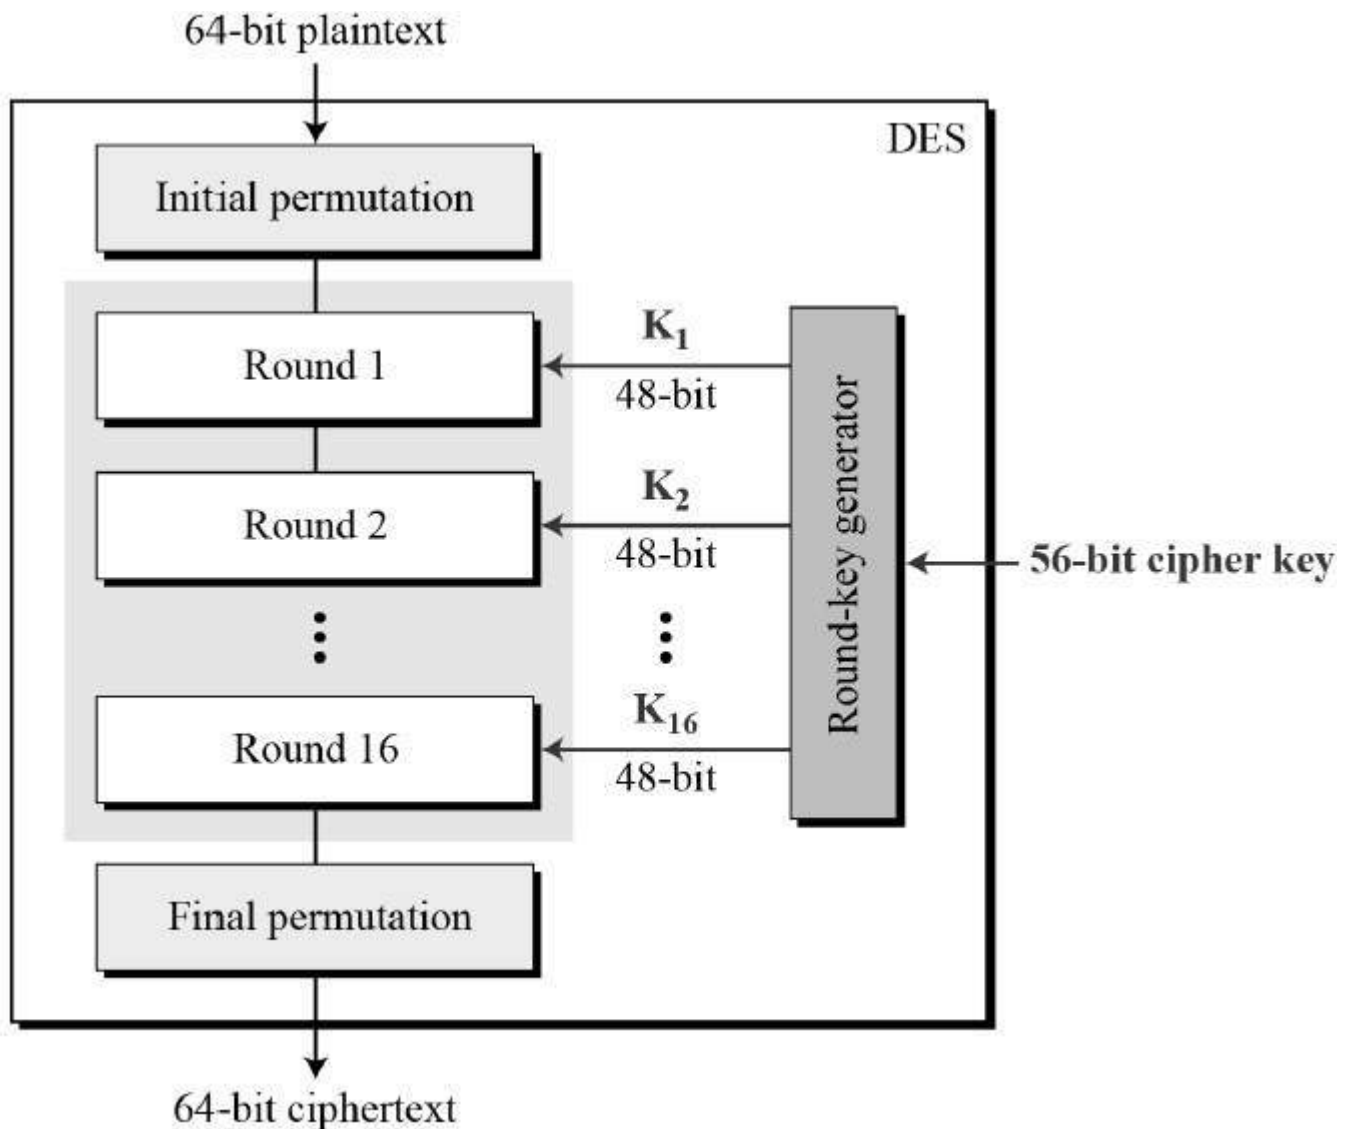 64-bit plaintext
DES
Initial permutation
K₁
Round 1
48-bit
K₂
Round 2
48-bit
Round-key generator
56-bit cipher key
K₁₆
Round 16
48-bit
Final permutation
64-bit ciphertext